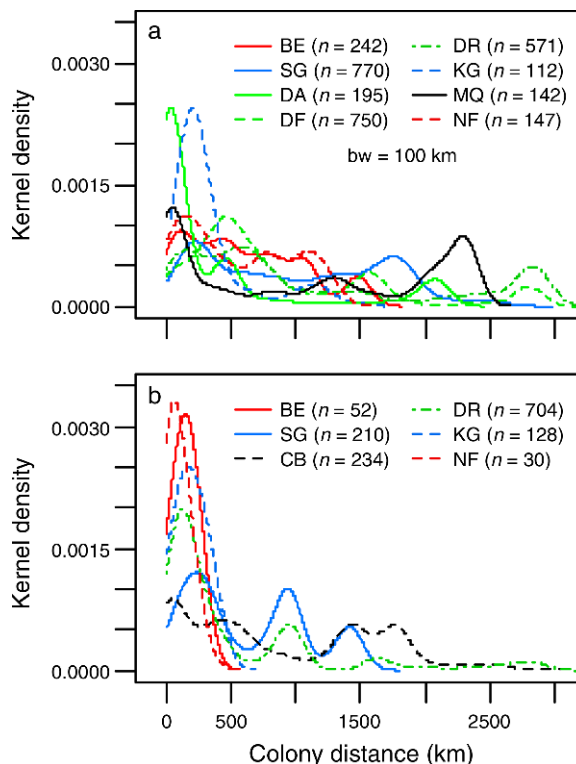 a
BE (n = 242) DR (n = 571)
SG (n = 770) KG (n = 112)
DA (n = 195) MQ (n = 142)
DF (n = 750) NF (n = 147)
bw = 100 km
Kernel density
0.0030
0.0015
0.0000
b
BE (n = 52) DR (n = 704)
SG (n = 210) KG (n = 128)
CB (n = 234) NF (n = 30)
Kernel density
0.0030
0.0015
0.0000
0 500 1500 2500
Colony distance (km)